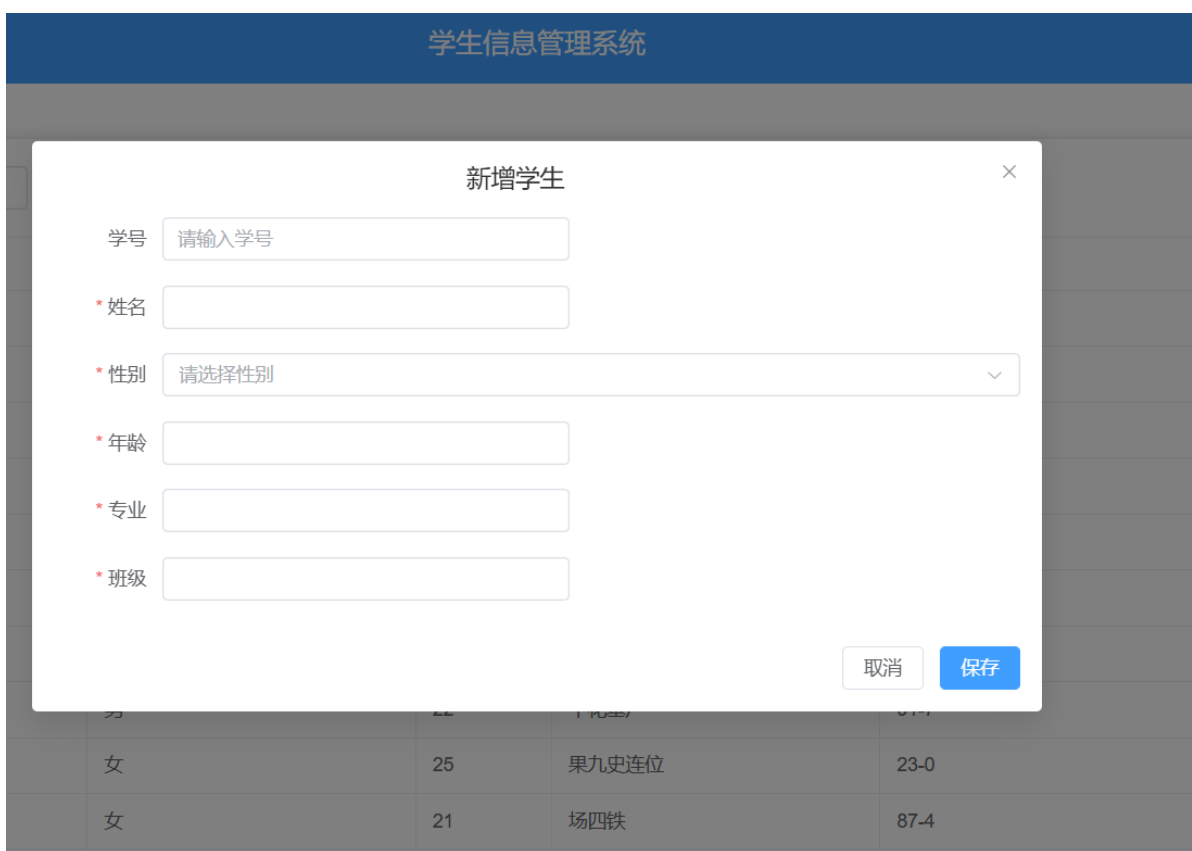 学生信息管理系统
新增学生
学号 请输入学号
* 姓名
* 性别 请选择性别
* 年龄
* 专业
* 班级
取消 保存
女 25 果九史连位 23-0
女 21 场四铁 87-4